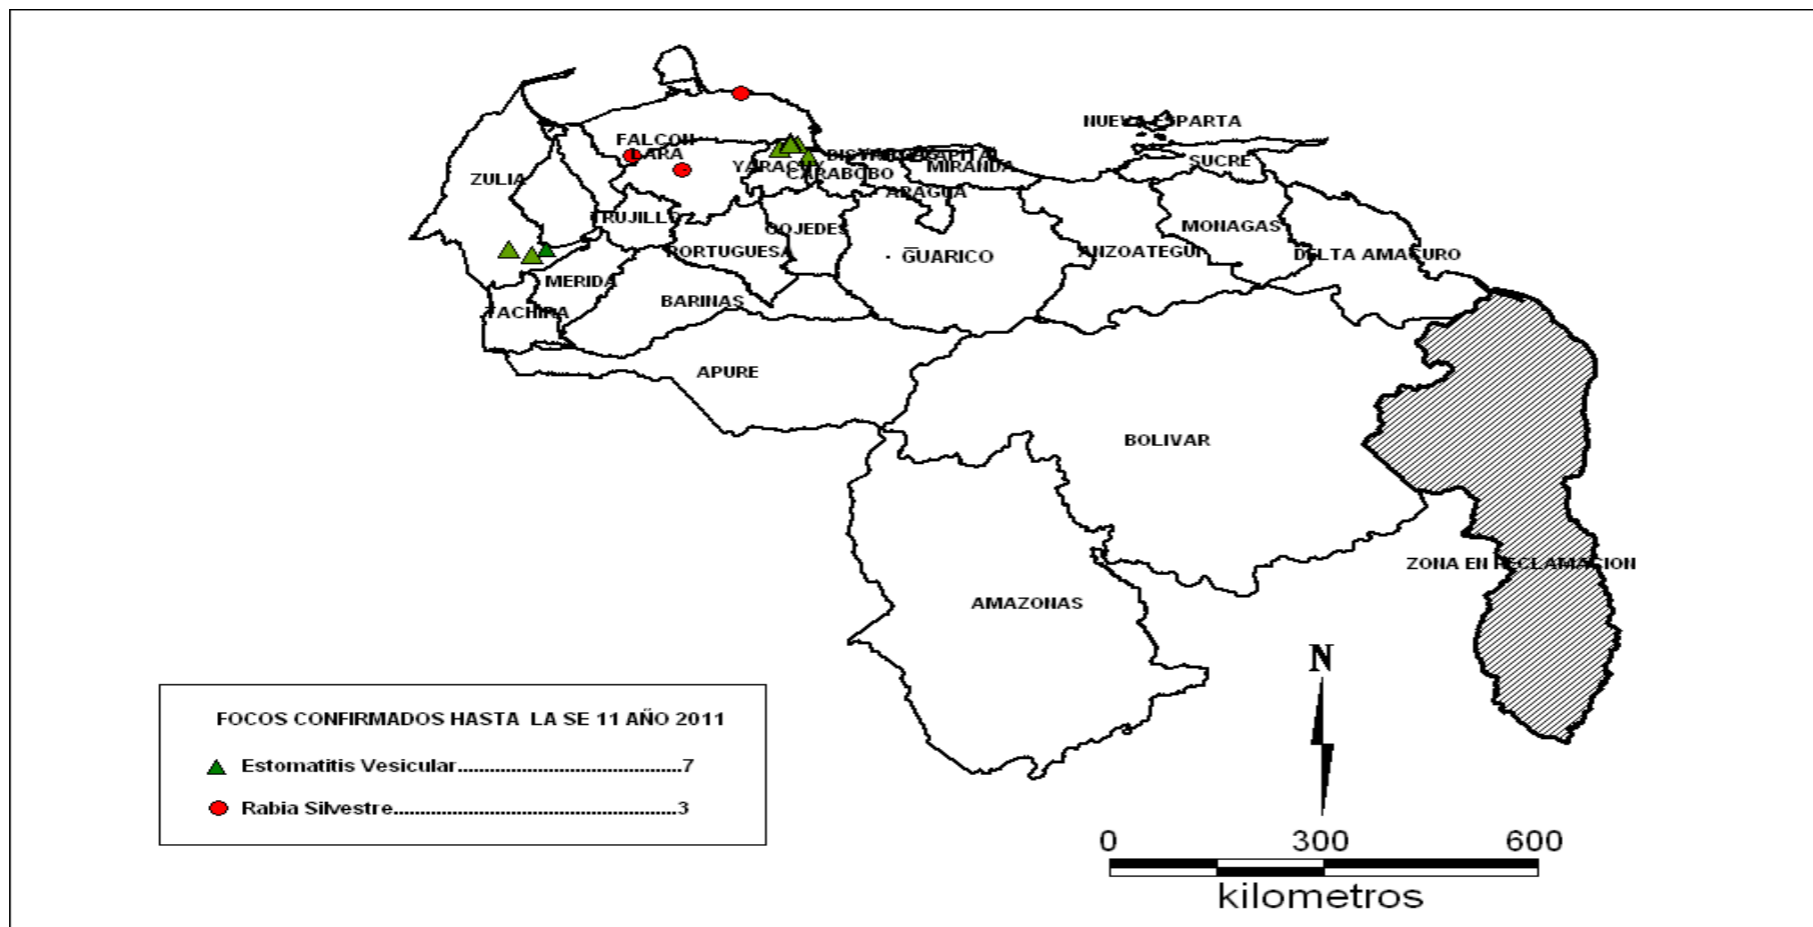 NUEVA ESPARTA
FALCON
LARA
YARACUY
CARABOBO
DISTRITO CAPITAL
MIRANDA
SUCRE
ZULIA
ARAGUA
TRUJILLO
COJEDES
MONAGAS
PORTUGUESA
GUARICO
ANZOATEGUI
DELTA AMACURO
MERIDA
BARINAS
TACHIRA
APURE
BOLIVAR
ZONA EN RECLAMACION
AMAZONAS
N
FOCOS CONFIRMADOS HASTA LA SE 11 AÑO 2011
Estomatitis Vesicular..........................................7
Rabia Silvestre.....................................................3
0 300 600
kilometros